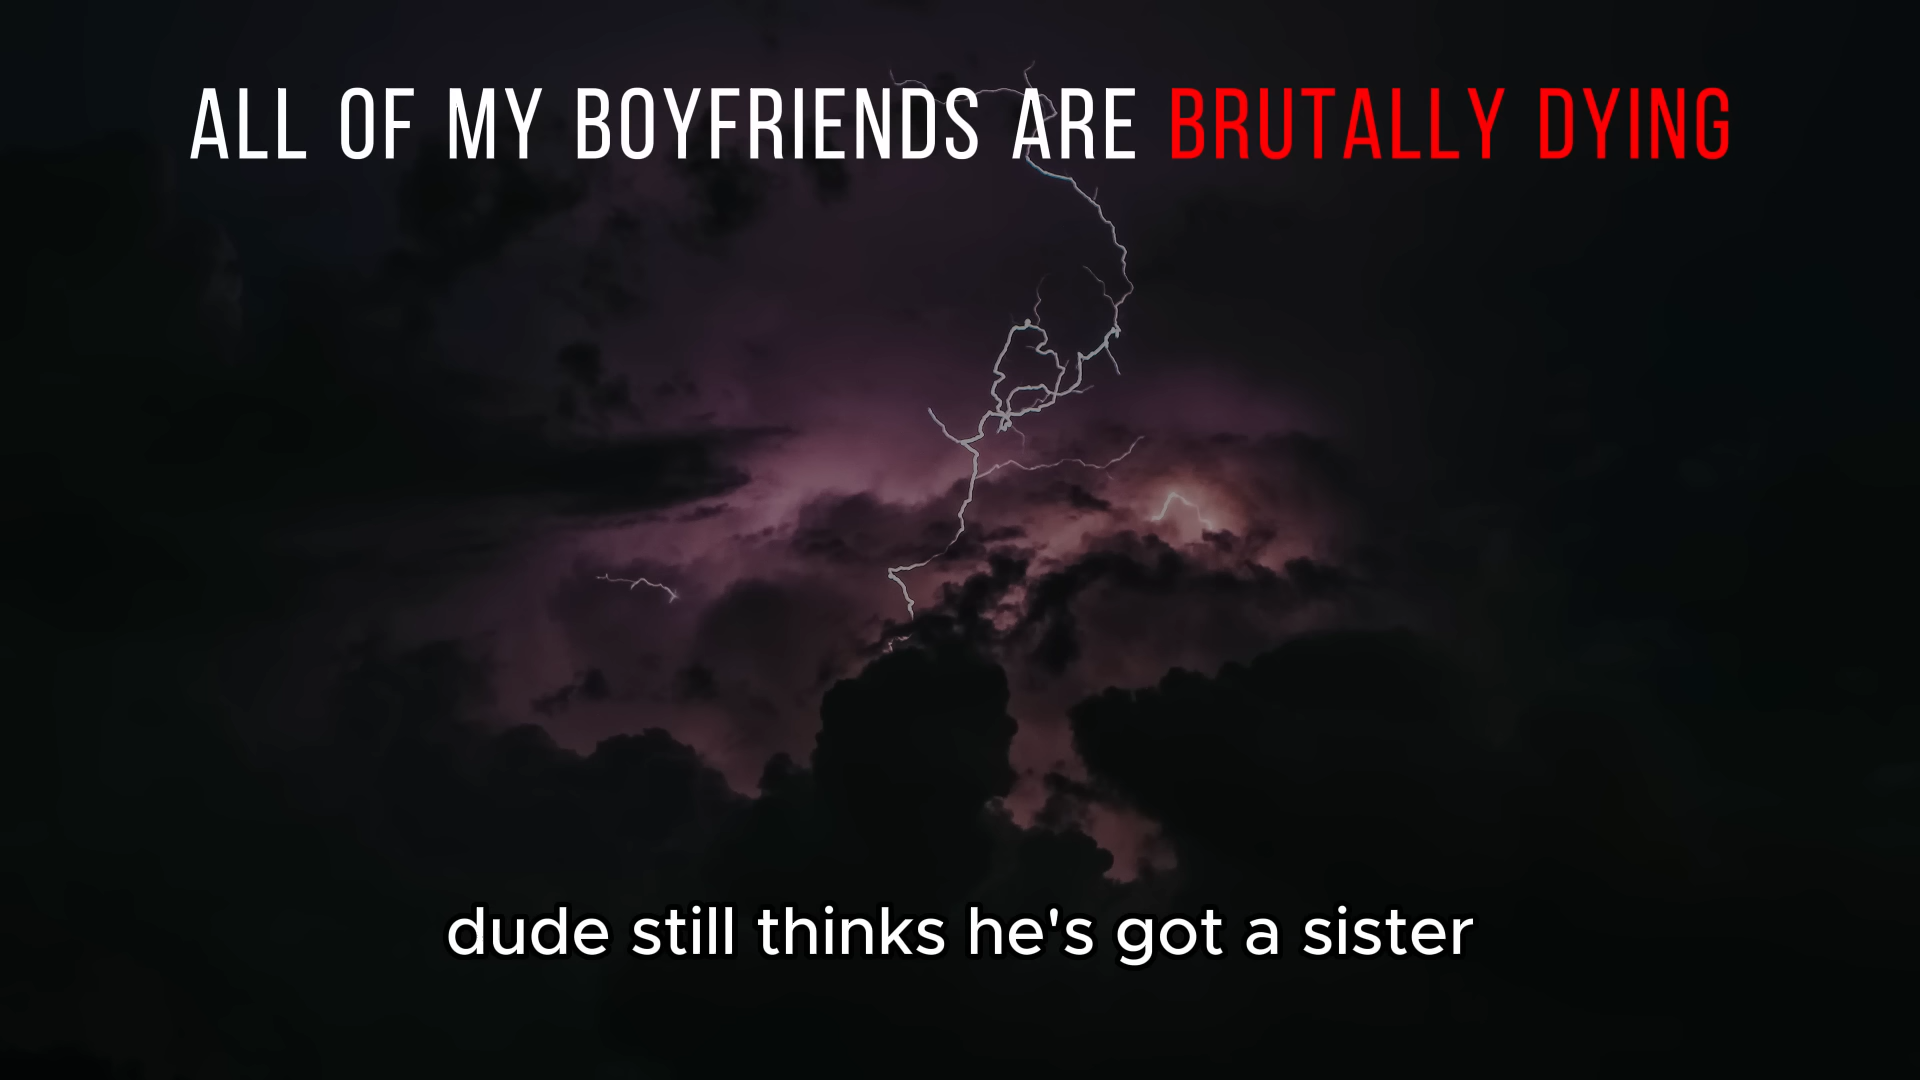 ALL OF MY BOYFRIENDS ARE BRUTALLY DYING
dude still thinks he's got a sister